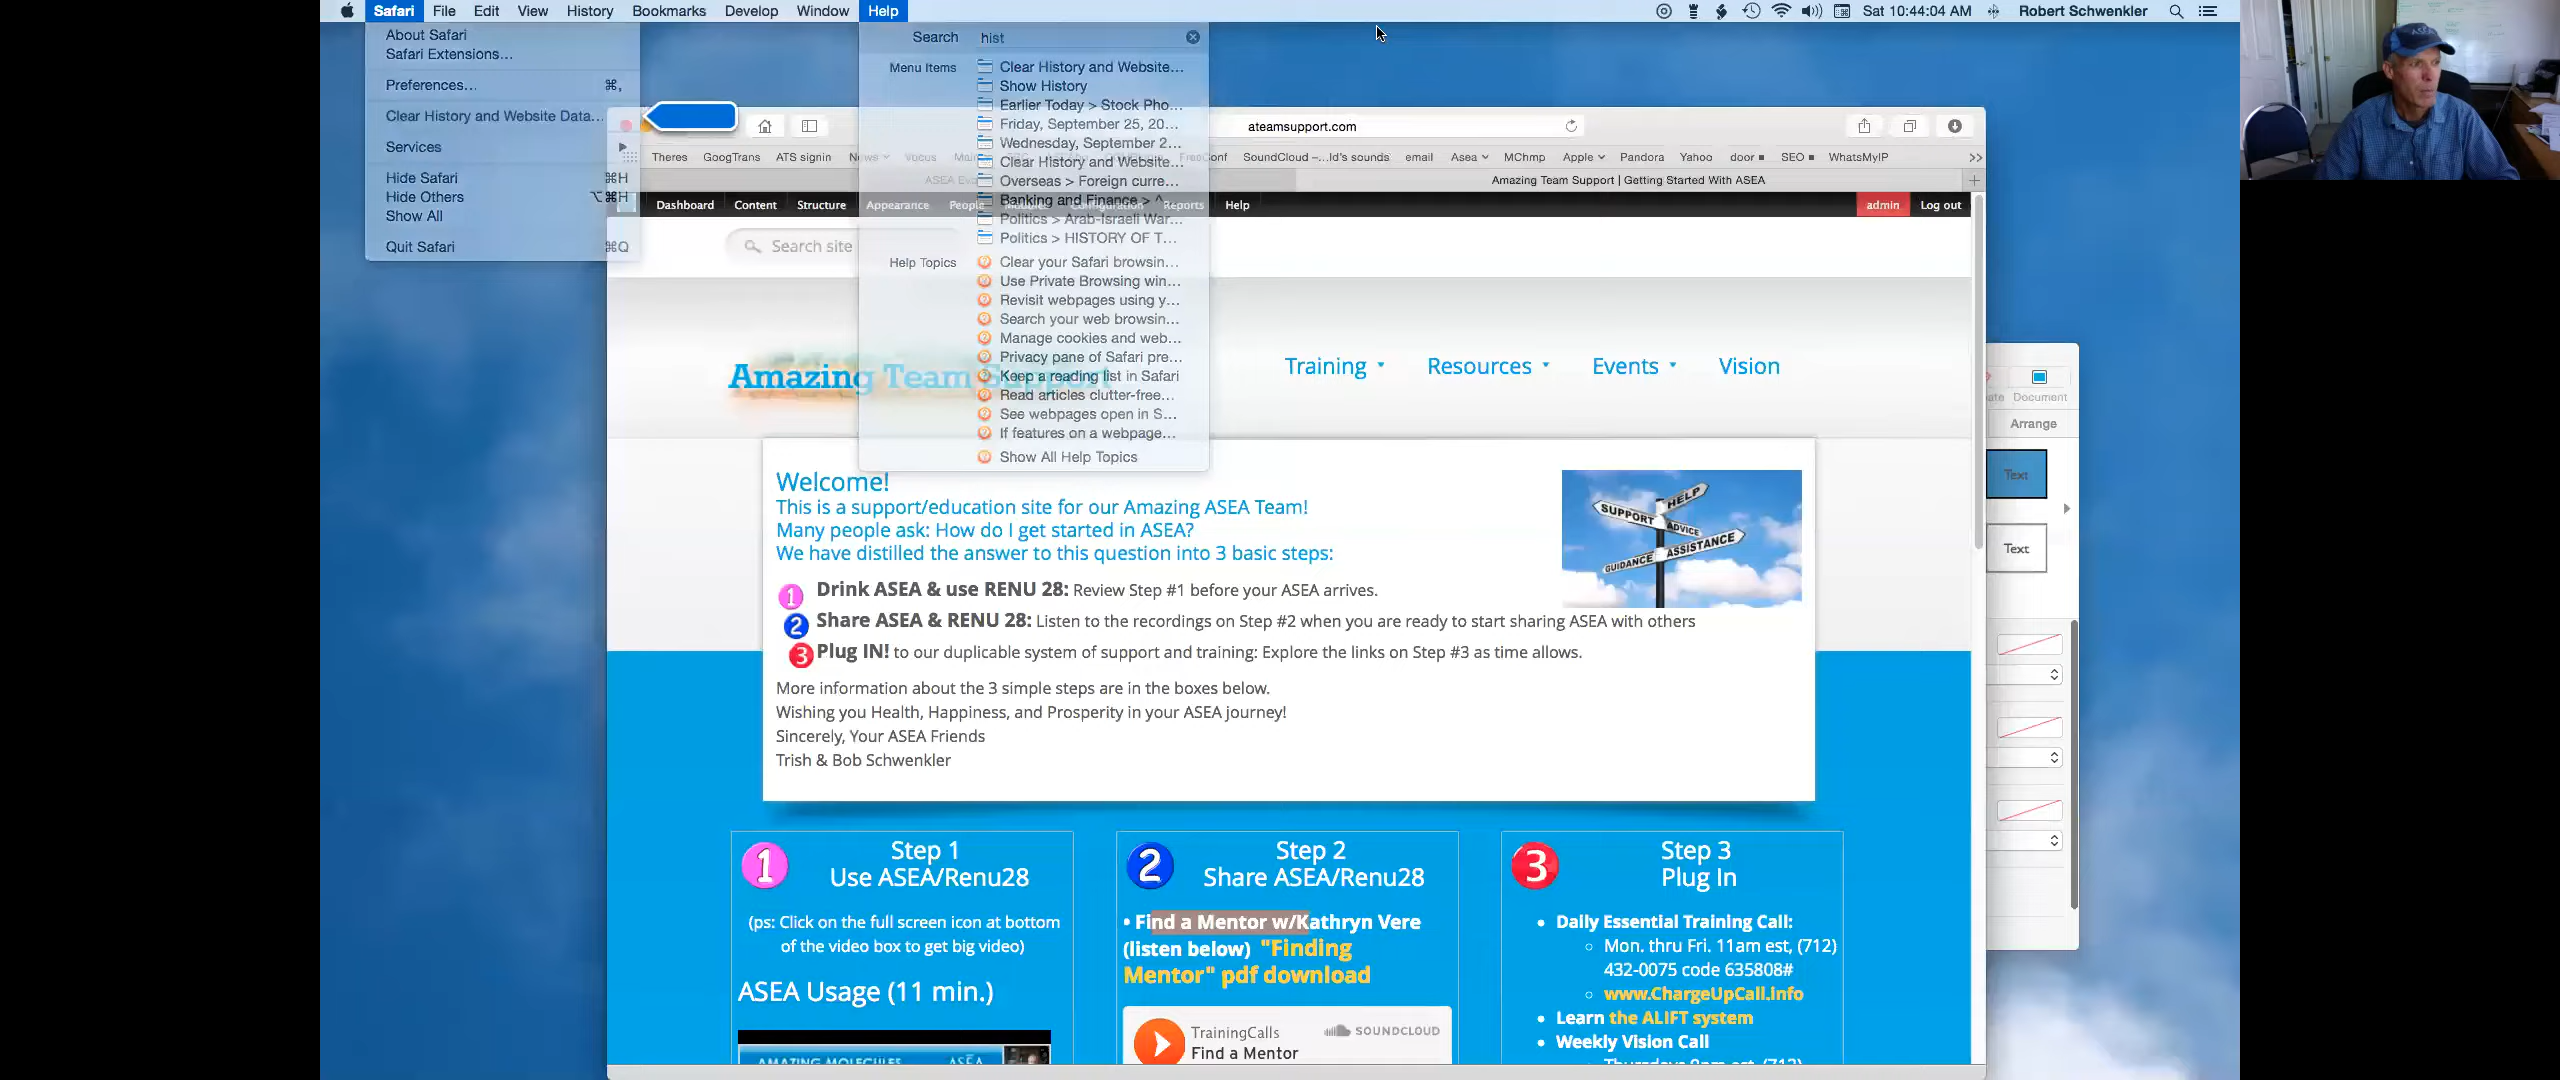 Safari File Edit View History Bookmarks Develop Window Help
Sat 10:44:04 AM Robert Schwenkler
About Safari
Safari Extensions...
Preferences... ⌘,
Clear History and Website Data...
Services
Hide Safari ⌘H
Hide Others ⌥⌘H
Show All
Quit Safari ⌘Q
Search hist
Menu Items
Clear History and Website...
Show History
Earlier Today > Stock Pho...
Friday, September 25, 20...
Wednesday, September 2...
Clear History and Website...
Overseas > Foreign curre...
Banking and Finance > ^...
Politics > Arab-Israeli War...
Politics > HISTORY OF T...
Help Topics
Clear your Safari browsin...
Use Private Browsing win...
Revisit webpages using y...
Search your web browsin...
Manage cookies and web...
Privacy pane of Safari pre...
Keep a reading list in Safari
Read articles clutter-free...
See webpages open in S...
If features on a webpage...
Show All Help Topics
ateamsupport.com
Theres GoogTrans ATS signin News Vocus FreeConf SoundCloud –...ld's sounds email Asea MChmp Apple Pandora Yahoo door SEO WhatsMyIP
Amazing Team Support | Getting Started With ASEA
Dashboard Content Structure Appearance People Modules Configuration Reports Help admin Log out
Search site
Amazing Team Support
Training Resources Events Vision
Welcome!
This is a support/education site for our Amazing ASEA Team!
Many people ask: How do I get started in ASEA?
We have distilled the answer to this question into 3 basic steps:
1 Drink ASEA & use RENU 28: Review Step #1 before your ASEA arrives.
2 Share ASEA & RENU 28: Listen to the recordings on Step #2 when you are ready to start sharing ASEA with others
3 Plug IN! to our duplicable system of support and training: Explore the links on Step #3 as time allows.
More information about the 3 simple steps are in the boxes below.
Wishing you Health, Happiness, and Prosperity in your ASEA journey!
Sincerely, Your ASEA Friends
Trish & Bob Schwenkler
HELP
SUPPORT
ADVICE
ASSISTANCE
GUIDANCE
1 Step 1
Use ASEA/Renu28
(ps: Click on the full screen icon at bottom
of the video box to get big video)
ASEA Usage (11 min.)
AMAZING MOLECULES ASEA
2 Step 2
Share ASEA/Renu28
• Find a Mentor w/Kathryn Vere
(listen below) "Finding
Mentor" pdf download
TrainingCalls SOUNDCLOUD
Find a Mentor
3 Step 3
Plug In
• Daily Essential Training Call:
Mon. thru Fri. 11am est, (712)
432-0075 code 635808#
www.ChargeUpCall.info
• Learn the ALIFT system
• Weekly Vision Call
Thursdays 9pm est, (712)
Document
Arrange
Text
Text
ASEA